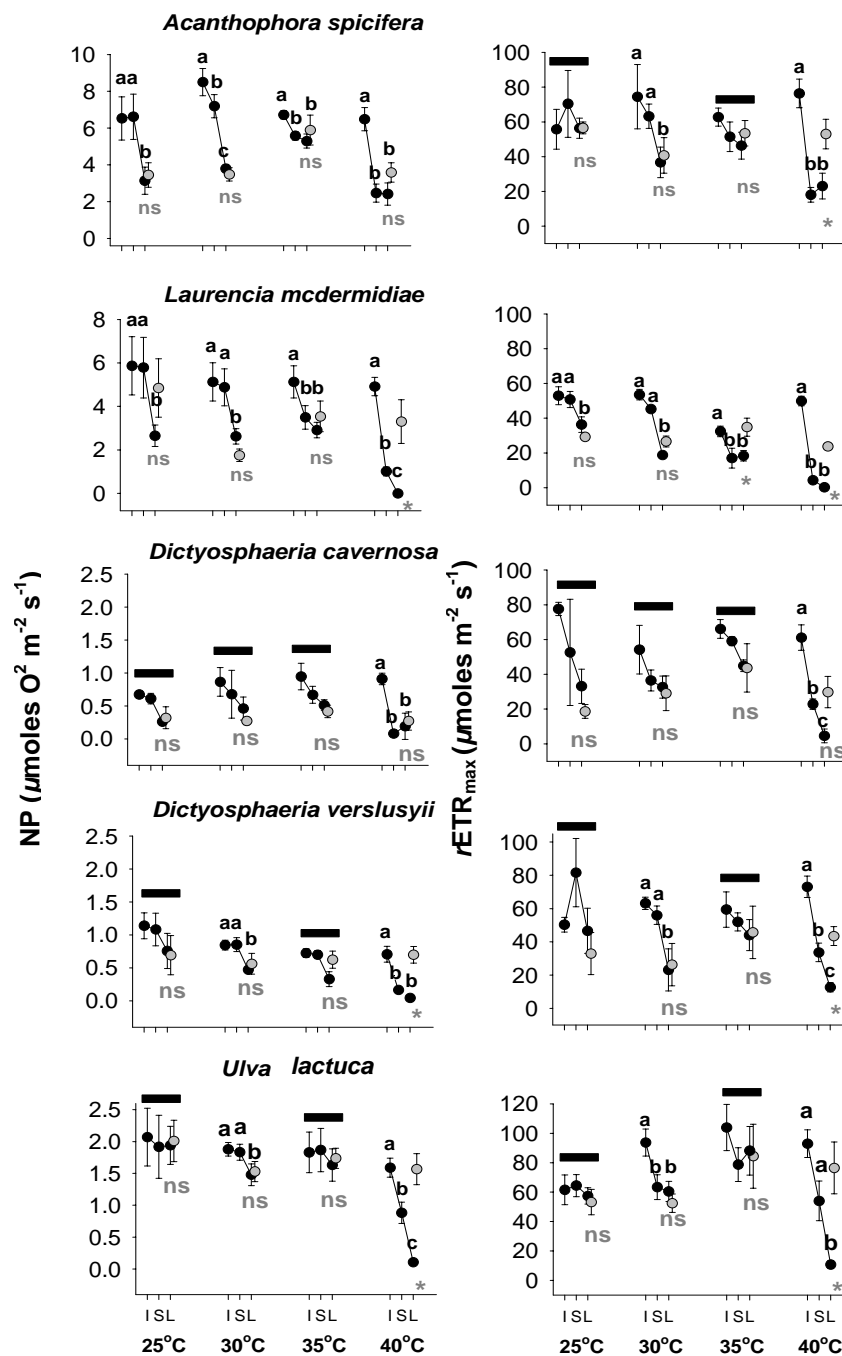 Acanthophora spicifera
10
8
6
4
2
0
aa
b
ns
a
b
c
ns
a
b
b
ns
a
b
b
ns
100
80
60
40
20
0
ns
a
a
b
ns
ns
a
bb
*
Laurencia mcdermidiae
8
6
4
2
0
aa
b
ns
a
a
b
ns
a
bb
ns
a
b
c
*
100
80
60
40
20
0
aa
b
ns
a
a
b
ns
a
bb
*
a
b
b
*
Dictyosphaeria cavernosa
2.5
2.0
1.5
1.0
0.5
0.0
ns
ns
ns
a
b
b
ns
100
80
60
40
20
0
ns
ns
ns
a
b
c
ns
NP (µmoles O² m⁻² s⁻¹)
rETRmax (µmoles m⁻² s⁻¹)
Dictyosphaeria verslusyii
2.5
2.0
1.5
1.0
0.5
0.0
ns
aa
b
ns
ns
a
b
b
*
100
80
60
40
20
0
ns
a
a
b
ns
ns
a
b
c
*
Ulva lactuca
2.5
2.0
1.5
1.0
0.5
0.0
ns
a
a
b
ns
ns
a
b
c
*
120
100
80
60
40
20
0
ns
a
b
b
ns
ns
a
a
b
*
I S L I S L I S L I S L
25°C 30°C 35°C 40°C
I S L I S L I S L I S L
25°C 30°C 35°C 40°C